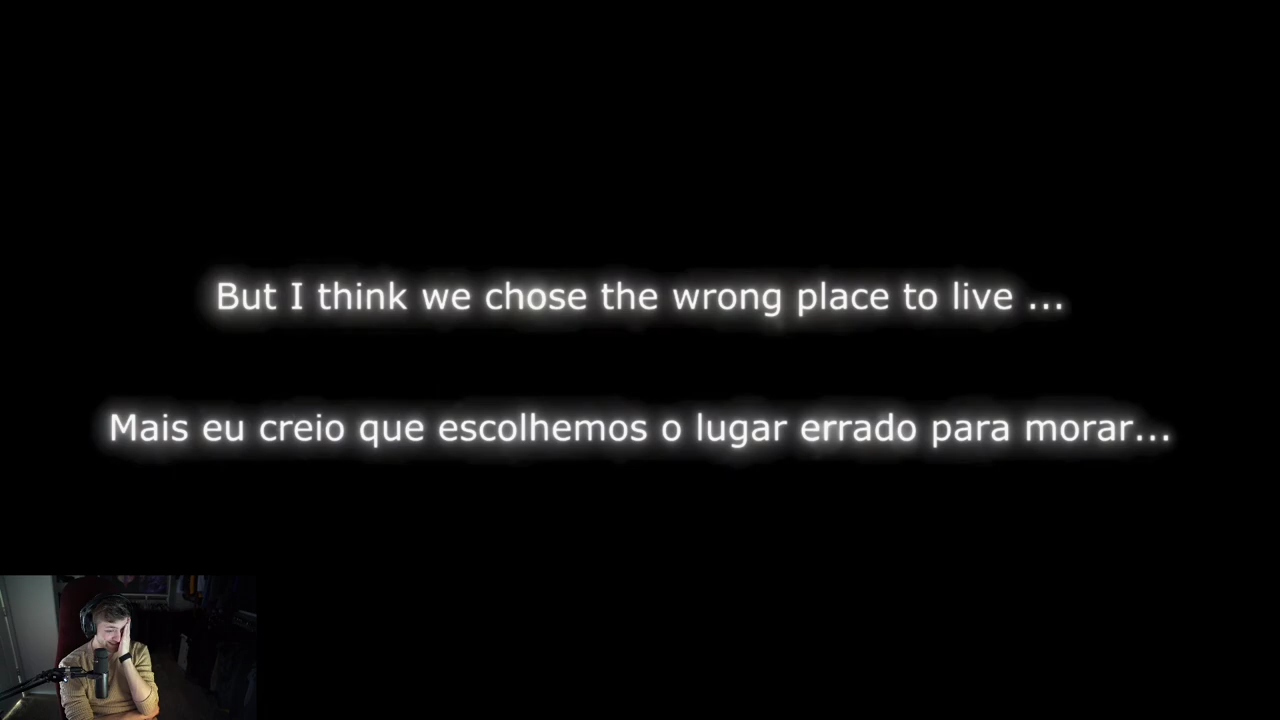 But I think we chose the wrong place to live ...
Mais eu creio que escolhemos o lugar errado para morar...